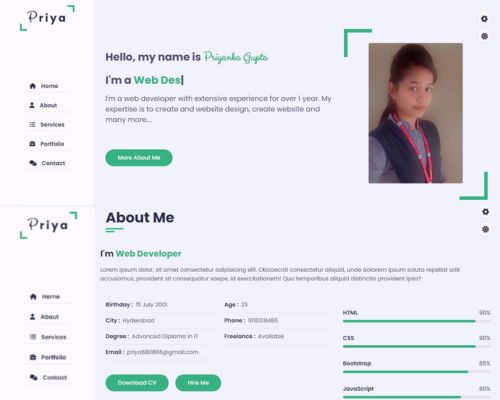 Priya
Home
About
Services
Portfolio
Contact
Hello, my name is Priyanka Gupta
I'm a Web Des|
I'm a web developer with extensive experience for over 1 year. My
expertise is to create and website design, create website and
many more....
More About Me
Priya
Home
About
Services
Portfolio
Contact
About Me
I'm Web Developer
Lorem ipsum dolor, sit amet consectetur adipisicing elit. Obcaecati consectetur aliquid, unde dolorem ipsum soluta repellat odit
accusamus, provident sit consequatur saepe, id exercitationem! Quo temporibus aliquid distinctio provident ipsa?
Birthday : 15 July 2001
Age : 23
City : Hyderabad
Phone : 9118318486
Degree : Advanced Diploma in IT
Freelance : Available
Email : priya880866@gmail.com
Download CV
Hire Me
HTML 90%
CSS 90%
Bootstrap 85%
JavaScript 80%